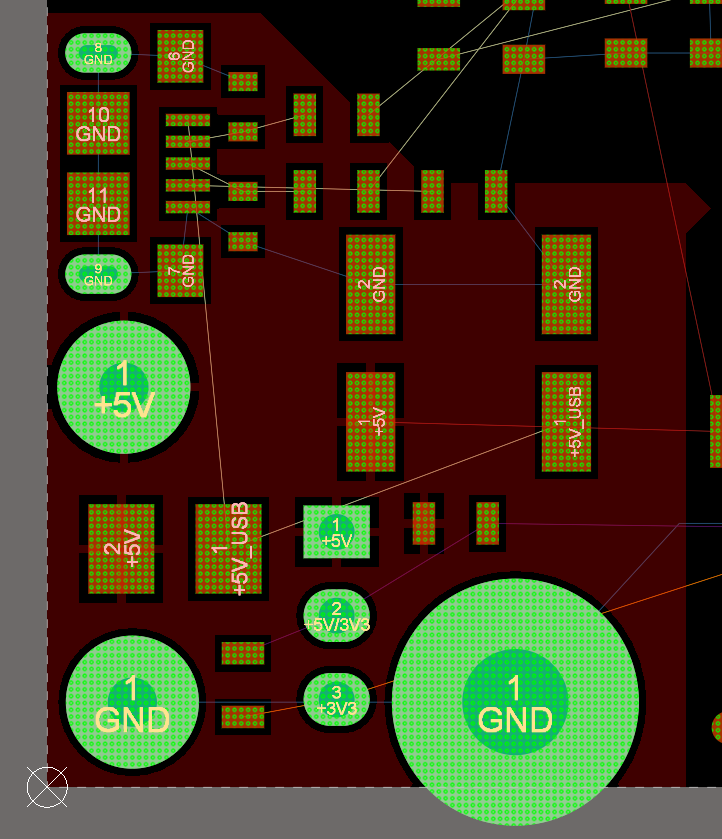 8
GND
6
GND
10
GND
11
GND
9
GND
7
GND
2
GND
2
GND
1
+5V
1
+5V
1
+5V_USB
2
+5V
1
+5V_USB
1
+5V
2
+5V/3V3
3
+3V3
1
GND
1
GND